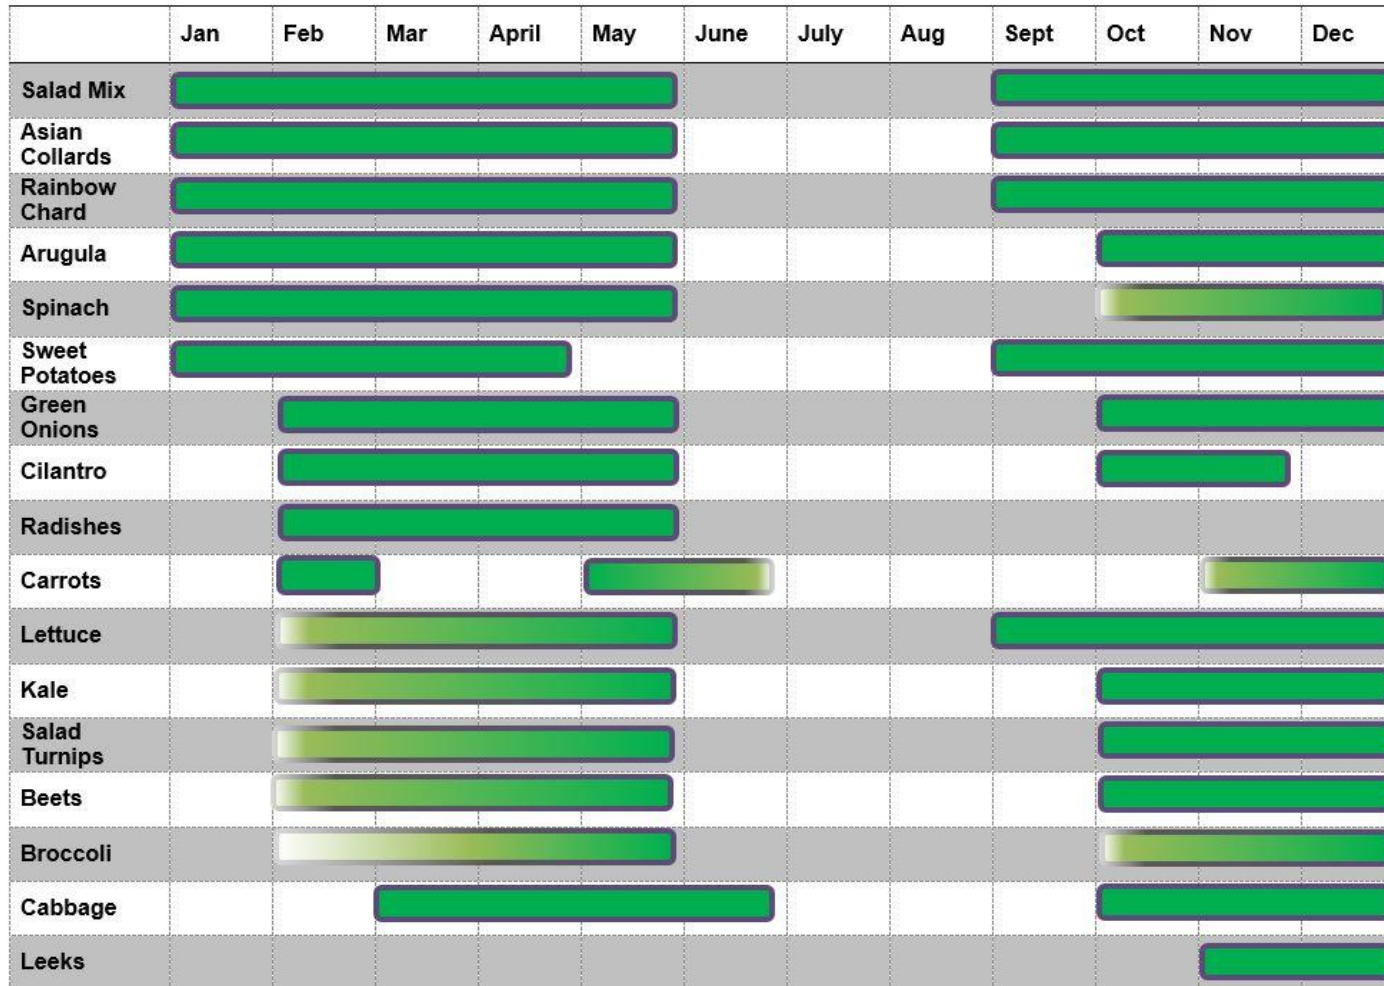 Jan Feb Mar April May June July Aug Sept Oct Nov Dec
Salad Mix
Asian
Collards
Rainbow
Chard
Arugula
Spinach
Sweet
Potatoes
Green
Onions
Cilantro
Radishes
Carrots
Lettuce
Kale
Salad
Turnips
Beets
Broccoli
Cabbage
Leeks